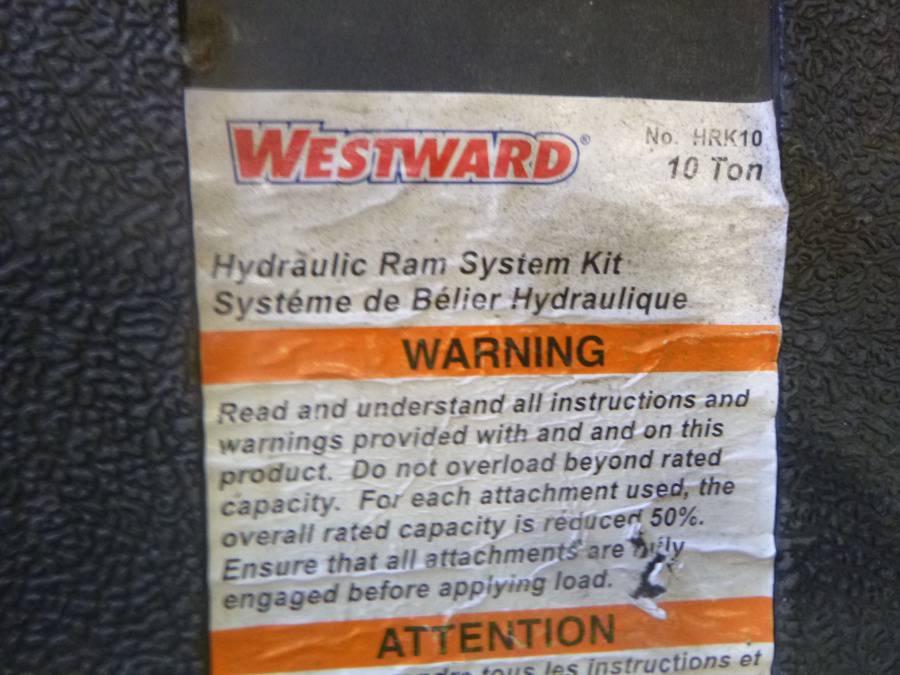 WESTWARD®
No. HRK10
10 Ton
Hydraulic Ram System Kit
Systéme de Bélier Hydraulique
WARNING
Read and understand all instructions and
warnings provided with and and on this
product. Do not overload beyond rated
capacity. For each attachment used, the
overall rated capacity is reduced 50%.
Ensure that all attachments are
engaged before applying load.
ATTENTION
tous les instructions et